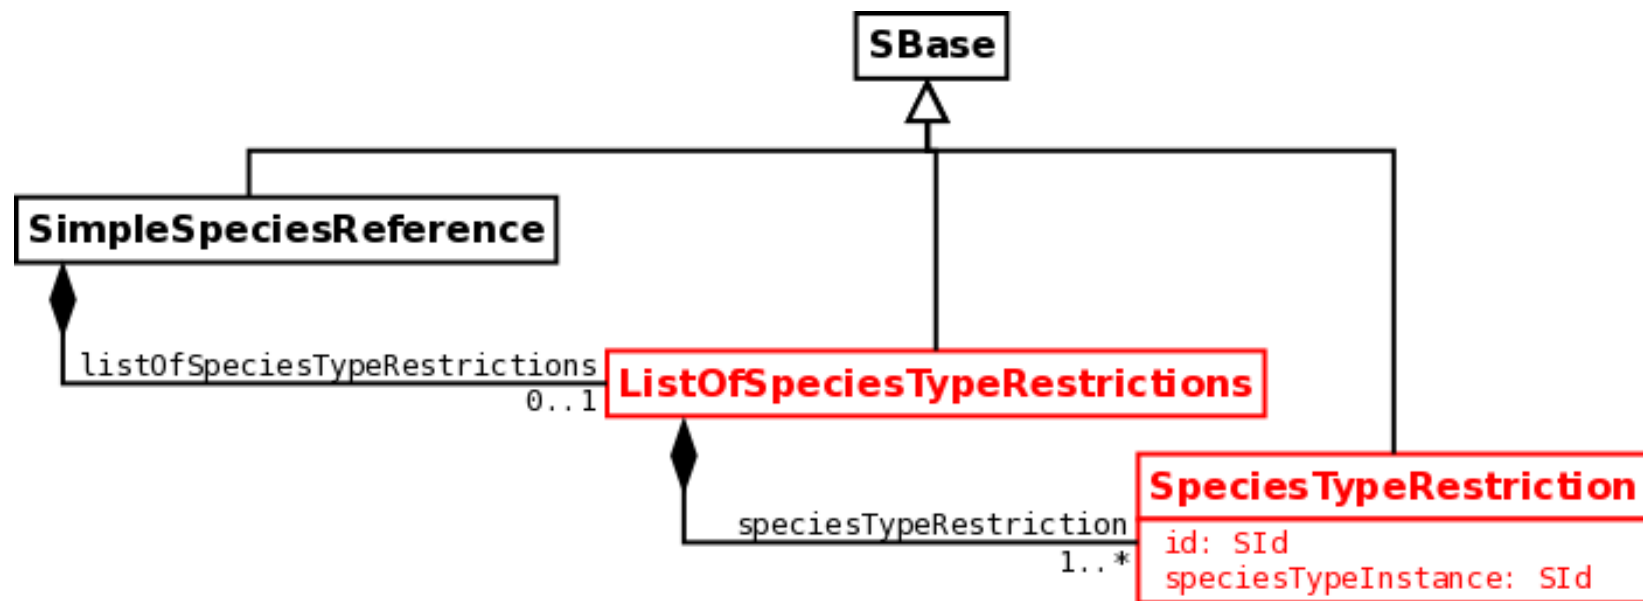 SBase
SimpleSpeciesReference
listOfSpeciesTypeRestrictions
0..1
ListOfSpeciesTypeRestrictions
speciesTypeRestriction
1..*
SpeciesTypeRestriction
id: SId
speciesTypeInstance: SId